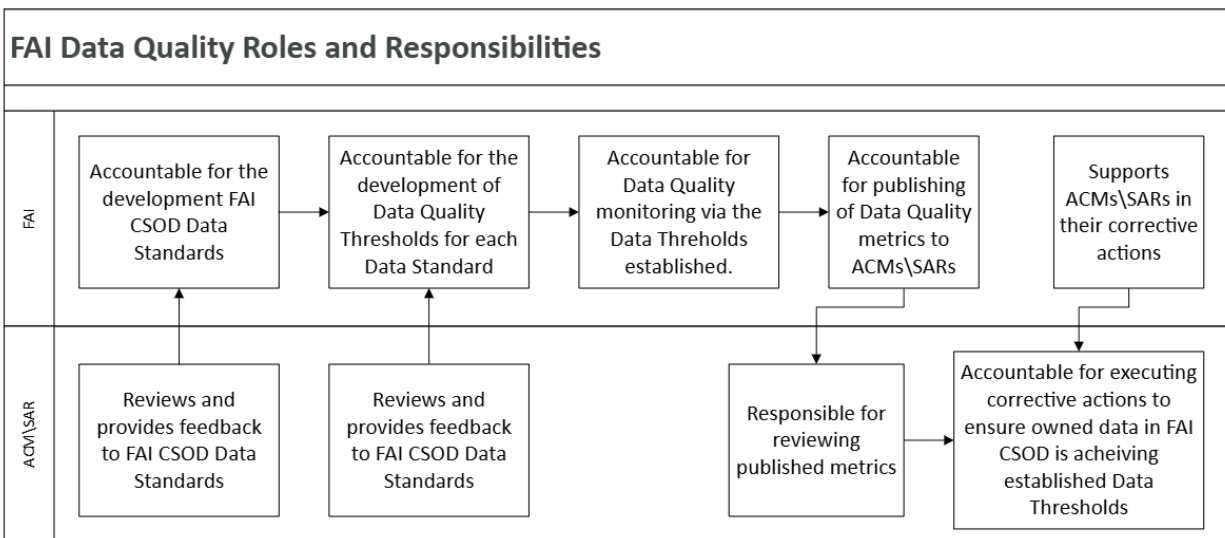 FAI Data Quality Roles and Responsibilities
FAI
Accountable for the
development FAI
CSOD Data
Standards
Accountable for the
development of
Data Quality
Thresholds for each
Data Standard
Accountable for
Data Quality
monitoring via the
Data Threholds
established.
Accountable
for publishing
of Data Quality
metrics to
ACMs\SARs
Supports
ACMs\SARs in
their corrective
actions
ACM\SAR
Reviews and
provides feedback
to FAI CSOD Data
Standards
Reviews and
provides feedback
to FAI CSOD Data
Standards
Responsible for
reviewing
published metrics
Accountable for executing
corrective actions to
ensure owned data in FAI
CSOD is acheiving
established Data
Thresholds